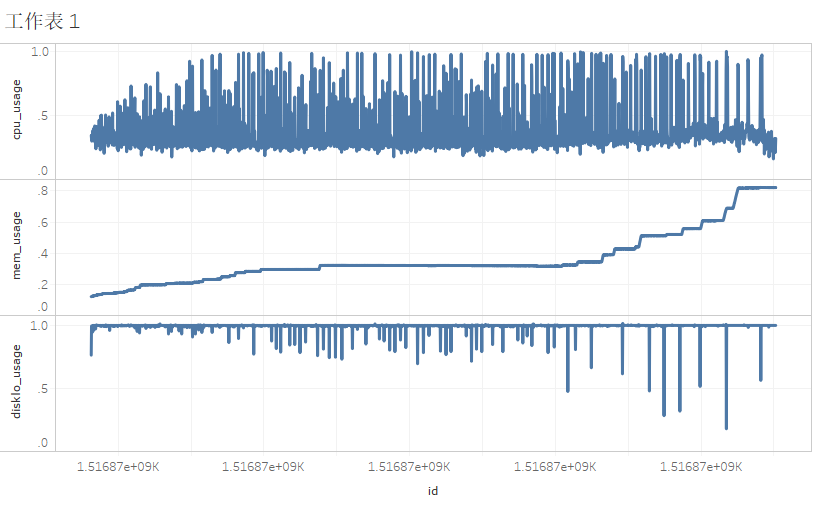 工作表 1
1.0
.5
.0
cpu_usage
.8
.6
.4
.2
.0
mem_usage
1.0
.5
.0
diskIo_usage
1.51687e+09K 1.51687e+09K 1.51687e+09K 1.51687e+09K 1.51687e+09K
id